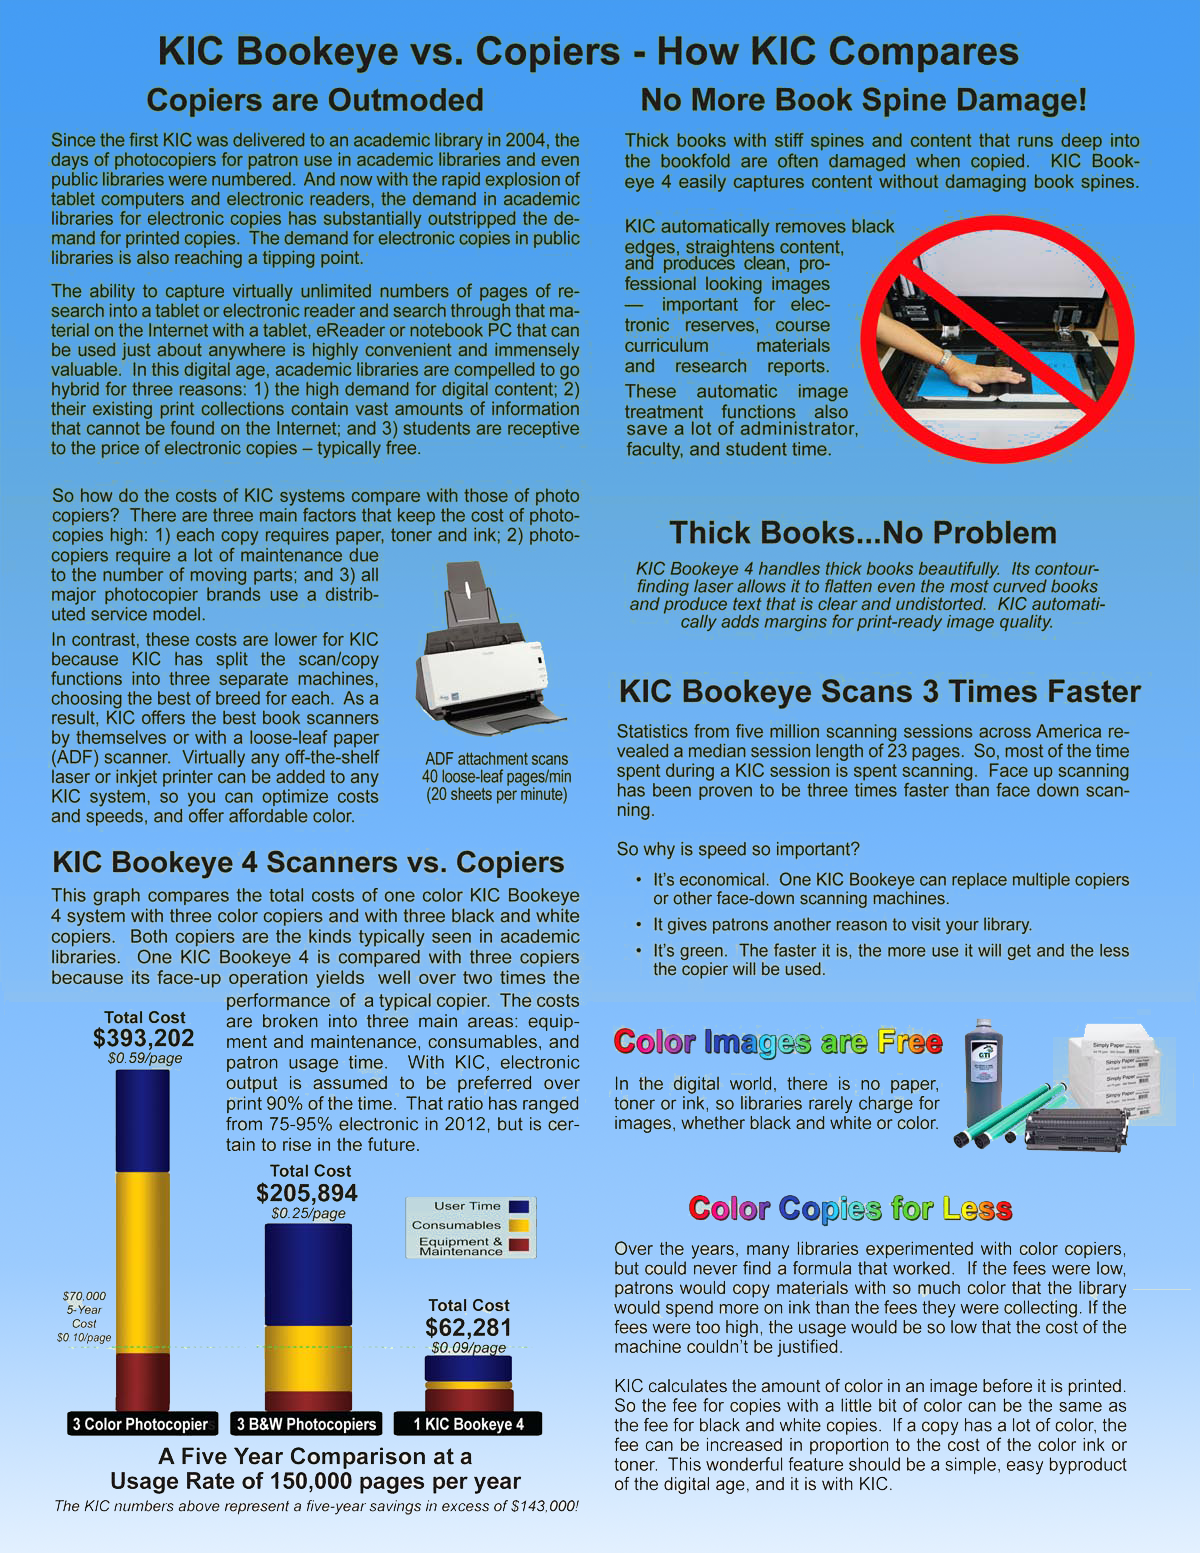 KIC Bookeye vs. Copiers - How KIC Compares
Copiers are Outmoded
Since the first KIC was delivered to an academic library in 2004, the
days of photocopiers for patron use in academic libraries and even
public libraries were numbered. And now with the rapid explosion of
tablet computers and electronic readers, the demand in academic
libraries for electronic copies has substantially outstripped the de-
mand for printed copies. The demand for electronic copies in public
libraries is also reaching a tipping point.
The ability to capture virtually unlimited numbers of pages of re-
search into a tablet or electronic reader and search through that ma-
terial on the Internet with a tablet, eReader or notebook PC that can
be used just about anywhere is highly convenient and immensely
valuable. In this digital age, academic libraries are compelled to go
hybrid for three reasons: 1) the high demand for digital content; 2)
their existing print collections contain vast amounts of information
that cannot be found on the Internet; and 3) students are receptive
to the price of electronic copies – typically free.
So how do the costs of KIC systems compare with those of photo
copiers? There are three main factors that keep the cost of photo-
copies high: 1) each copy requires paper, toner and ink; 2) photo-
copiers require a lot of maintenance due
to the number of moving parts; and 3) all
major photocopier brands use a distrib-
uted service model.
In contrast, these costs are lower for KIC
because KIC has split the scan/copy
functions into three separate machines,
choosing the best of breed for each. As a
result, KIC offers the best book scanners
by themselves or with a loose-leaf paper
(ADF) scanner. Virtually any off-the-shelf
laser or inkjet printer can be added to any
KIC system, so you can optimize costs
and speeds, and offer affordable color.
ADF attachment scans
40 loose-leaf pages/min
(20 sheets per minute)
KIC Bookeye 4 Scanners vs. Copiers
This graph compares the total costs of one color KIC Bookeye
4 system with three color copiers and with three black and white
copiers. Both copiers are the kinds typically seen in academic
libraries. One KIC Bookeye 4 is compared with three copiers
because its face-up operation yields well over two times the
performance of a typical copier. The costs
are broken into three main areas: equip-
ment and maintenance, consumables, and
patron usage time. With KIC, electronic
output is assumed to be preferred over
print 90% of the time. That ratio has ranged
from 75-95% electronic in 2012, but is cer-
tain to rise in the future.
Total Cost
$393,202
$0.59/page
Total Cost
$205,894
$0.25/page
User Time
Consumables
Equipment &
Maintenance
$70,000
5-Year
Cost
$0.10/page
Total Cost
$62,281
$0.09/page
3 Color Photocopiers
3 B&W Photocopiers
1 KIC Bookeye 4
A Five Year Comparison at a
Usage Rate of 150,000 pages per year
The KIC numbers above represent a five-year savings in excess of $143,000!
No More Book Spine Damage!
Thick books with stiff spines and content that runs deep into
the bookfold are often damaged when copied. KIC Book-
eye 4 easily captures content without damaging book spines.
KIC automatically removes black
edges, straightens content,
and produces clean, pro-
fessional looking images
— important for elec-
tronic reserves, course
curriculum materials
and research reports.
These automatic image
treatment functions also
save a lot of administrator,
faculty, and student time.
Thick Books...No Problem
KIC Bookeye 4 handles thick books beautifully. Its contour-
finding laser allows it to flatten even the most curved books
and produce text that is clear and undistorted. KIC automati-
cally adds margins for print-ready image quality.
KIC Bookeye Scans 3 Times Faster
Statistics from five million scanning sessions across America re-
vealed a median session length of 23 pages. So, most of the time
spent during a KIC session is spent scanning. Face up scanning
has been proven to be three times faster than face down scan-
ning.
So why is speed so important?
• It's economical. One KIC Bookeye can replace multiple copiers
or other face-down scanning machines.
• It gives patrons another reason to visit your library.
• It's green. The faster it is, the more use it will get and the less
the copier will be used.
Color Images are Free
In the digital world, there is no paper,
toner or ink, so libraries rarely charge for
images, whether black and white or color.
GTI
Simply Paper
Simply Paper
Simply Paper
Simply Paper
Color Copies for Less
Over the years, many libraries experimented with color copiers,
but could never find a formula that worked. If the fees were low,
patrons would copy materials with so much color that the library
would spend more on ink than the fees they were collecting. If the
fees were too high, the usage would be so low that the cost of the
machine couldn't be justified.
KIC calculates the amount of color in an image before it is printed.
So the fee for copies with a little bit of color can be the same as
the fee for black and white copies. If a copy has a lot of color, the
fee can be increased in proportion to the cost of the color ink or
toner. This wonderful feature should be a simple, easy byproduct
of the digital age, and it is with KIC.